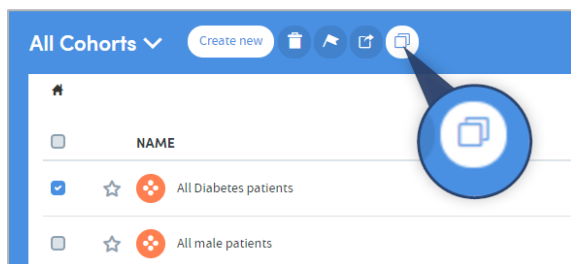 All Cohorts Create new
NAME
All Diabetes patients
All male patients